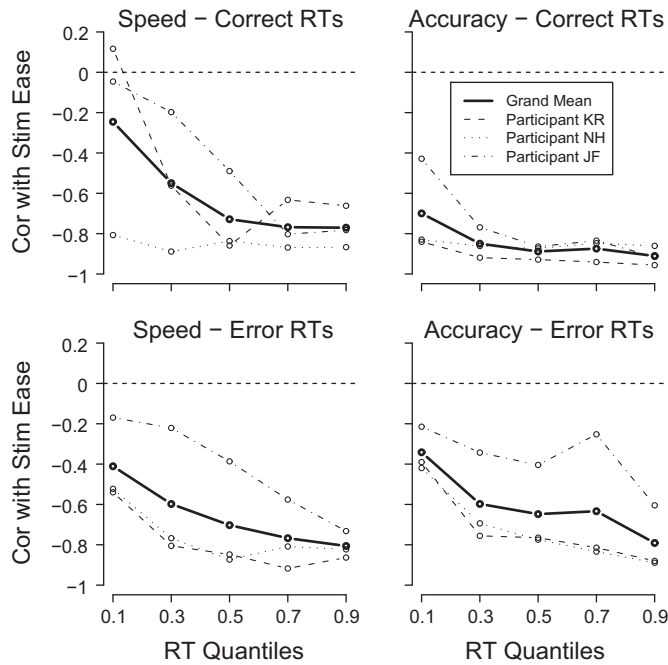 Speed − Correct RTs
Accuracy − Correct RTs
Cor with Stim Ease
0.2
0
−0.2
−0.4
−0.6
−0.8
−1
Grand Mean
Participant KR
Participant NH
Participant JF
Speed − Error RTs
Accuracy − Error RTs
Cor with Stim Ease
0.2
0
−0.2
−0.4
−0.6
−0.8
−1
0.1 0.3 0.5 0.7 0.9
0.1 0.3 0.5 0.7 0.9
RT Quantiles
RT Quantiles